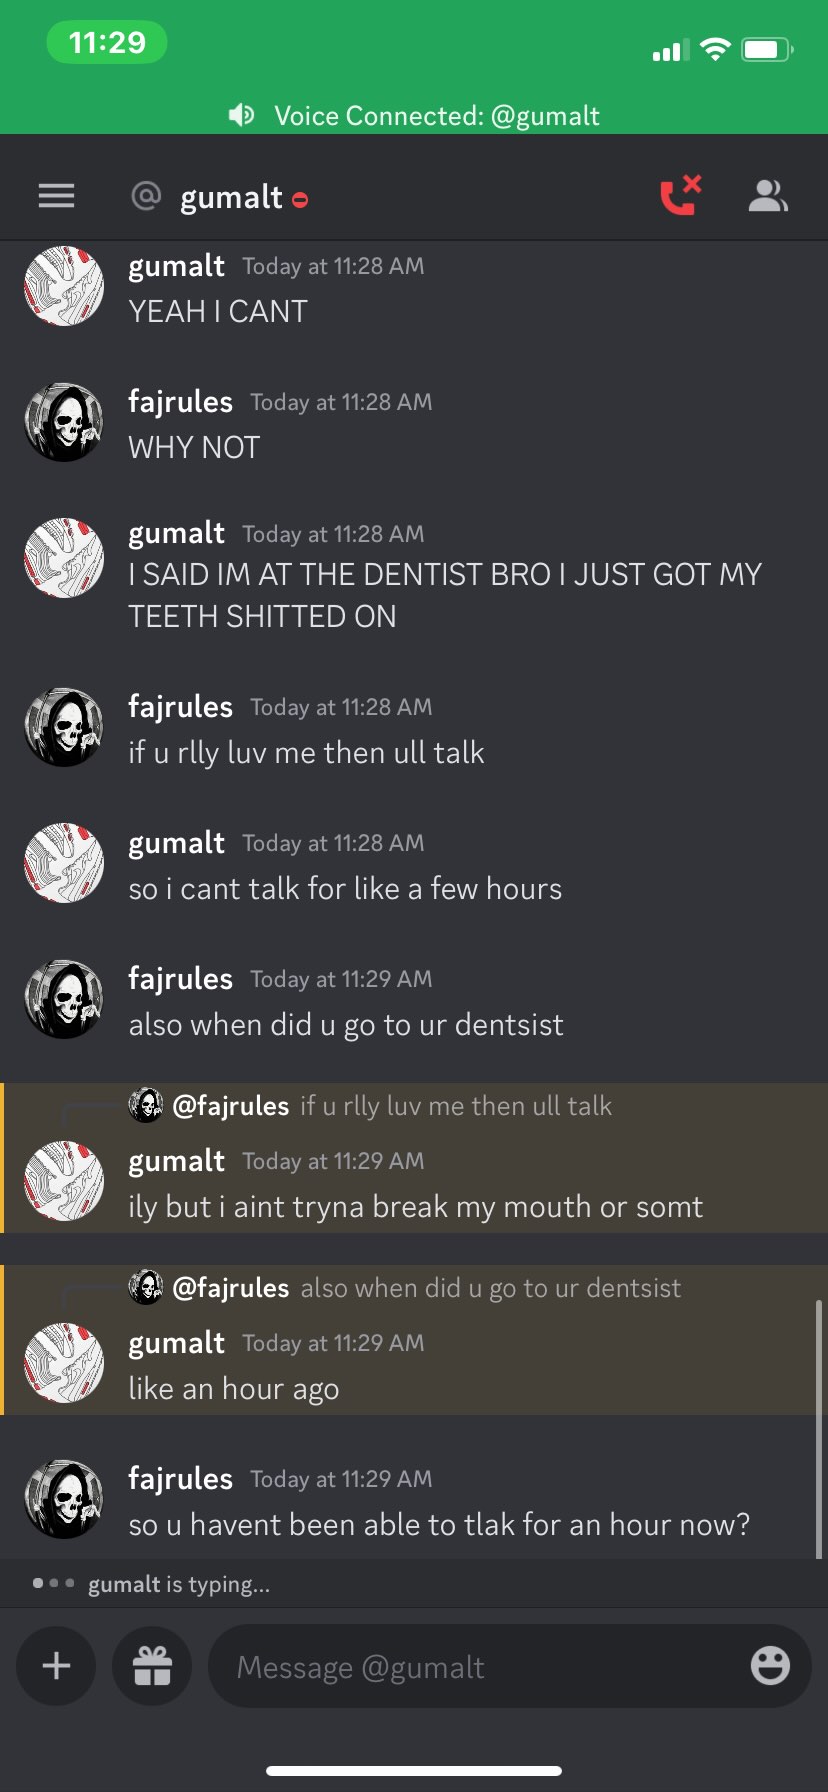 11:29
Voice Connected: @gumalt
@ gumalt
gumalt Today at 11:28 AM
YEAH I CANT
fajrules Today at 11:28 AM
WHY NOT
gumalt Today at 11:28 AM
I SAID IM AT THE DENTIST BRO I JUST GOT MY
TEETH SHITTED ON
fajrules Today at 11:28 AM
if u rlly luv me then ull talk
gumalt Today at 11:28 AM
so i cant talk for like a few hours
fajrules Today at 11:29 AM
also when did u go to ur dentsist
@fajrules if u rlly luv me then ull talk
gumalt Today at 11:29 AM
ily but i aint tryna break my mouth or somt
@fajrules also when did u go to ur dentsist
gumalt Today at 11:29 AM
like an hour ago
fajrules Today at 11:29 AM
so u havent been able to tlak for an hour now?
gumalt is typing...
Message @gumalt